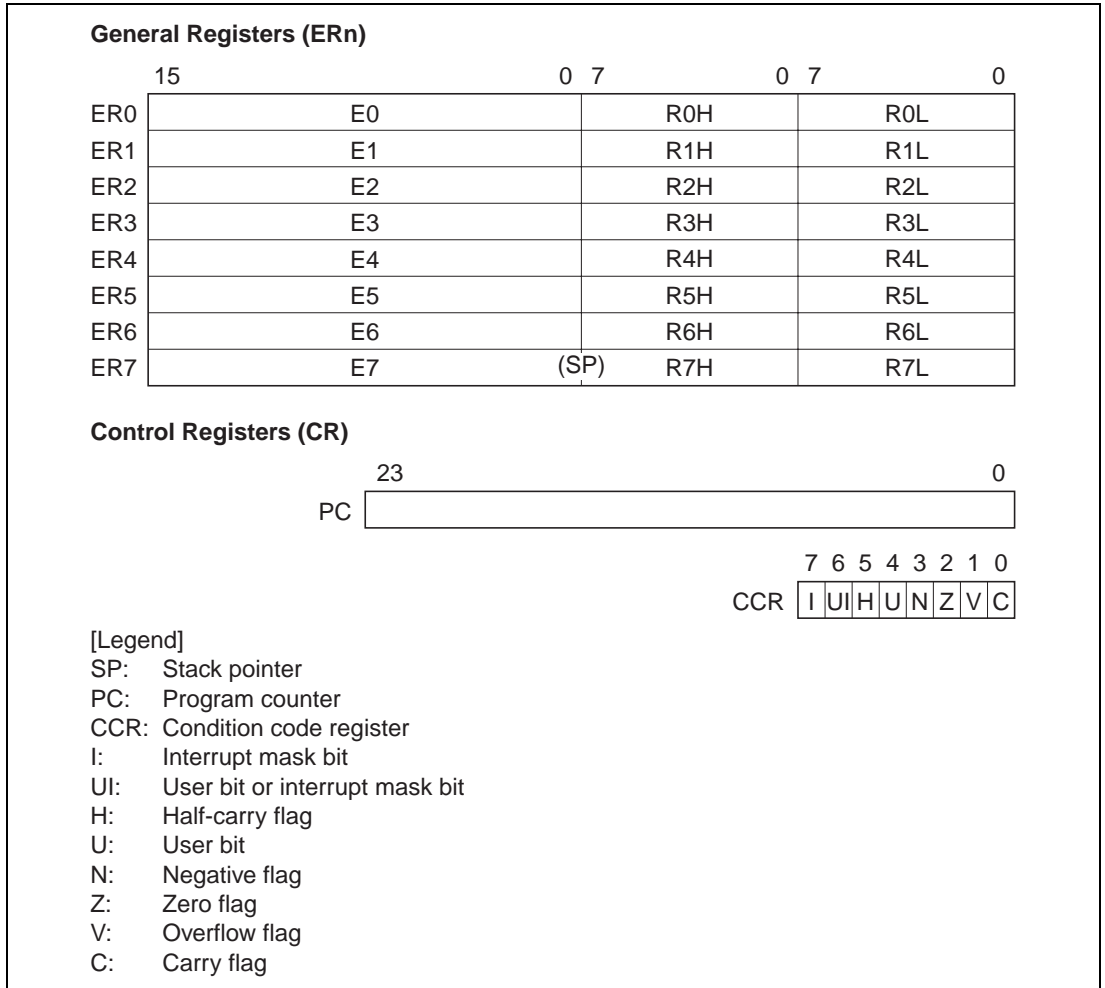 General Registers (ERn)
15 0 7 0 7 0
ER0 E0 R0H R0L
ER1 E1 R1H R1L
ER2 E2 R2H R2L
ER3 E3 R3H R3L
ER4 E4 R4H R4L
ER5 E5 R5H R5L
ER6 E6 R6H R6L
ER7 E7 (SP) R7H R7L
Control Registers (CR)
23 0
PC
7 6 5 4 3 2 1 0
CCR I UI H U N Z V C
[Legend]
SP: Stack pointer
PC: Program counter
CCR: Condition code register
I: Interrupt mask bit
UI: User bit or interrupt mask bit
H: Half-carry flag
U: User bit
N: Negative flag
Z: Zero flag
V: Overflow flag
C: Carry flag